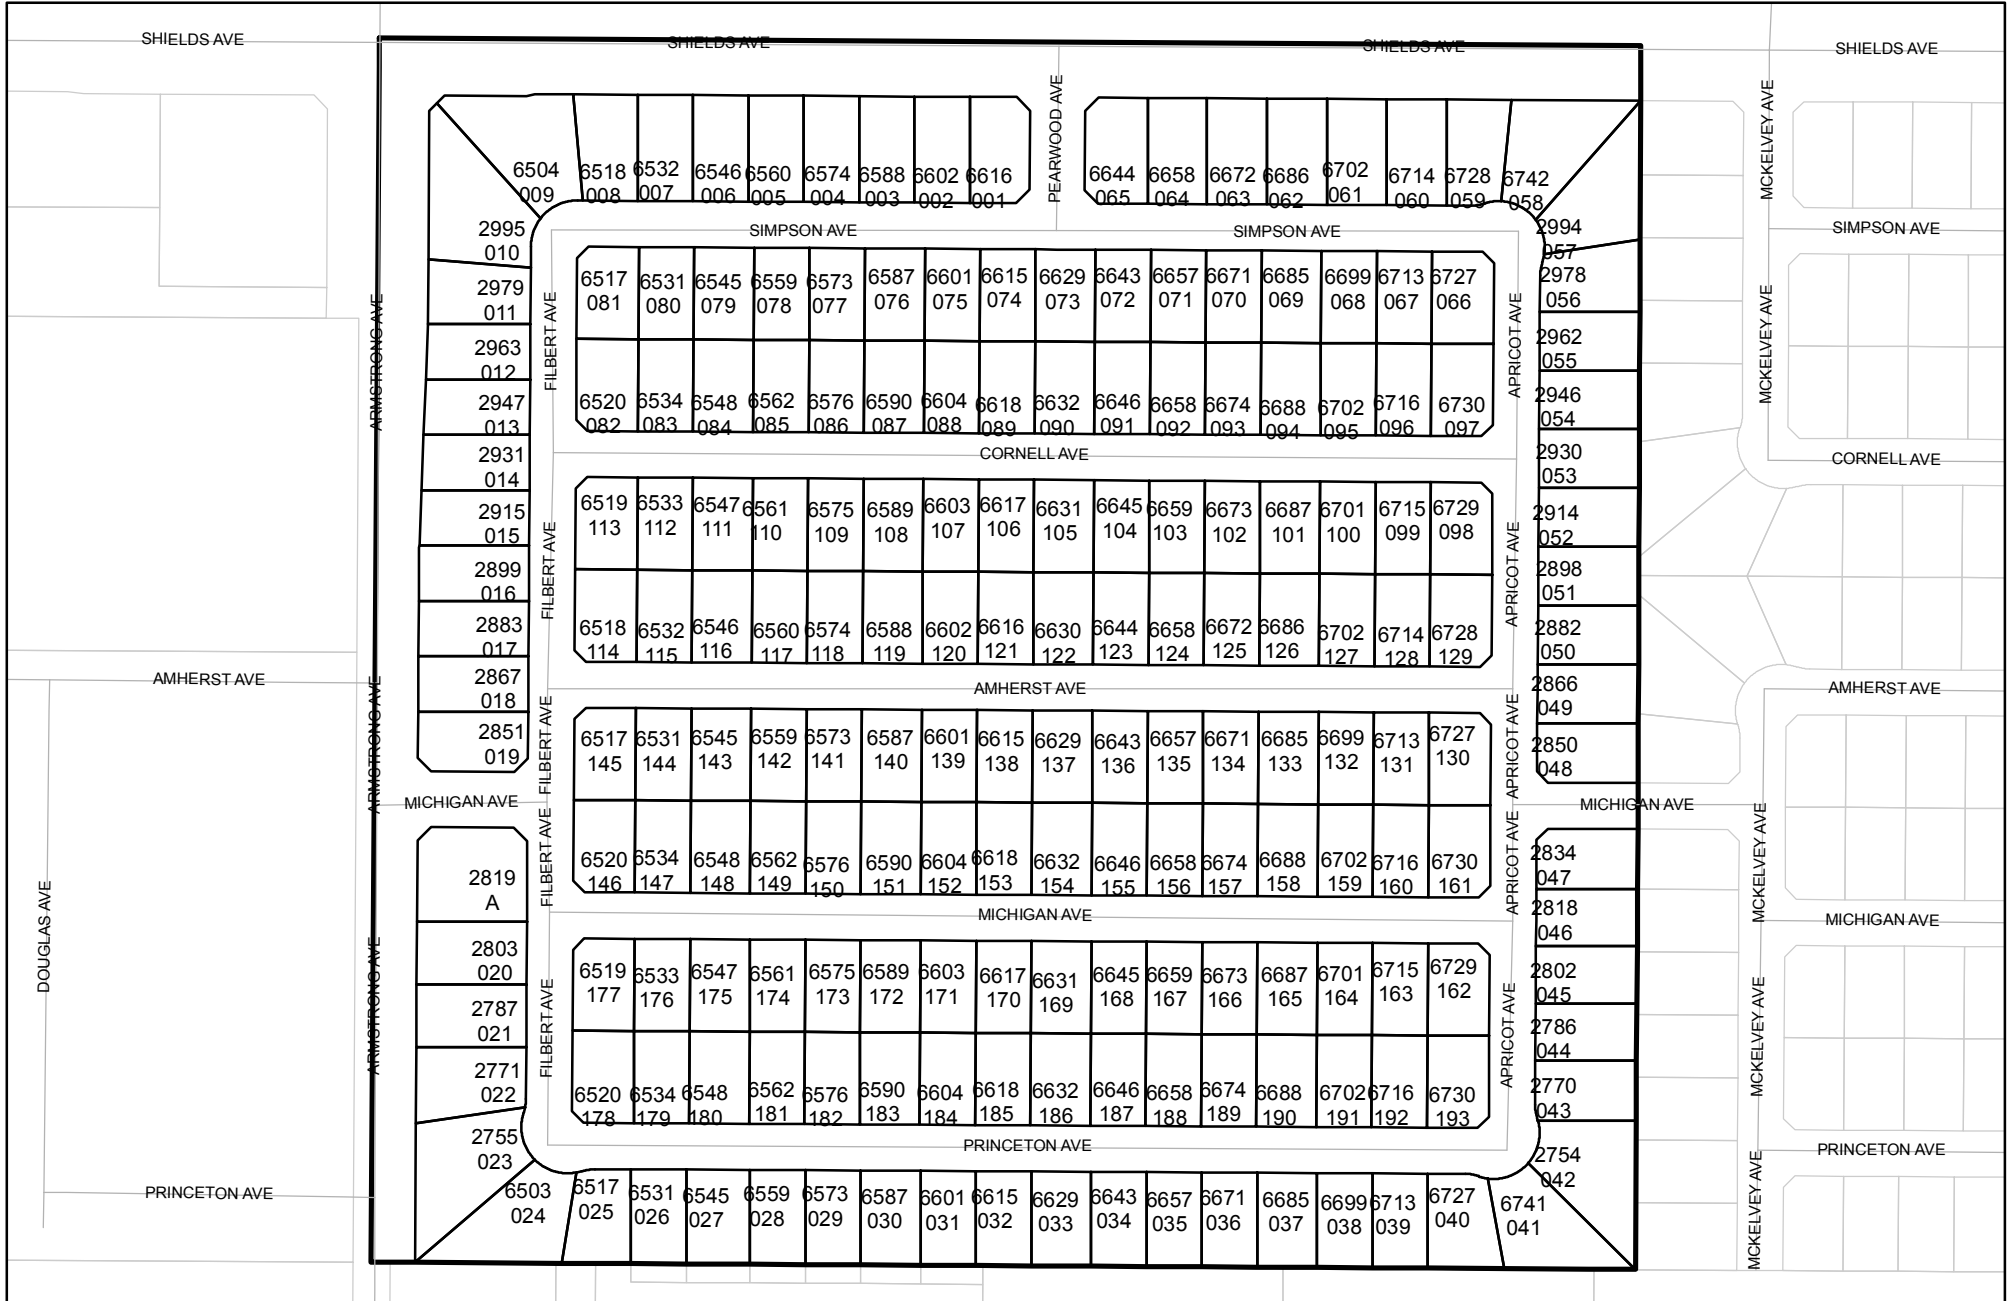 SHIELDS AVE SHIELDS AVE SHIELDS AVE SHIELDS AVE
PEARWOOD AVE
MCKELVEY AVE
6504 6518 6532 6546 6560 6574 6588 6602 6616 6644 6658 6672 6686 6702 6714 6728 6742
009 008 007 006 005 004 003 002 001 065 064 063 062 061 060 059 058
2995
010
2994
057
SIMPSON AVE SIMPSON AVE SIMPSON AVE
2979
011
2978
056
6517 6531 6545 6559 6573 6587 6601 6615 6629 6643 6657 6671 6685 6699 6713 6727
081 080 079 078 077 076 075 074 073 072 071 070 069 068 067 066
ARMSTRONG AVE
FILBERT AVE
APRICOT AVE
MCKELVEY AVE
2963
012
2962
055
2947
013
2946
054
6520 6534 6548 6562 6576 6590 6604 6618 6632 6646 6658 6674 6688 6702 6716 6730
082 083 084 085 086 087 088 089 090 091 092 093 094 095 096 097
CORNELL AVE CORNELL AVE
2931
014
2930
053
2915
015
2914
052
6519 6533 6547 6561 6575 6589 6603 6617 6631 6645 6659 6673 6687 6701 6715 6729
113 112 111 110 109 108 107 106 105 104 103 102 101 100 099 098
FILBERT AVE
APRICOT AVE
2899
016
2898
051
2883
017
2882
050
6518 6532 6546 6560 6574 6588 6602 6616 6630 6644 6658 6672 6686 6702 6714 6728
114 115 116 117 118 119 120 121 122 123 124 125 126 127 128 129
AMHERST AVE AMHERST AVE AMHERST AVE
2867
018
2866
049
ARMSTRONG AVE
FILBERT AVE
APRICOT AVE
2851
019
2850
048
6517 6531 6545 6559 6573 6587 6601 6615 6629 6643 6657 6671 6685 6699 6713 6727
145 144 143 142 141 140 139 138 137 136 135 134 133 132 131 130
MICHIGAN AVE MICHIGAN AVE
FILBERT AVE
APRICOT AVE
MCKELVEY AVE
6520 6534 6548 6562 6576 6590 6604 6618 6632 6646 6658 6674 6688 6702 6716 6730
146 147 148 149 150 151 152 153 154 155 156 157 158 159 160 161
2819
A
2834
047
2818
046
MICHIGAN AVE MICHIGAN AVE
DOUGLAS AVE
ARMSTRONG AVE
2803
020
2802
045
6519 6533 6547 6561 6575 6589 6603 6617 6631 6645 6659 6673 6687 6701 6715 6729
177 176 175 174 173 172 171 170 169 168 167 166 165 164 163 162
FILBERT AVE
APRICOT AVE
MCKELVEY AVE
2787
021
2786
044
2771
022
2770
043
6520 6534 6548 6562 6576 6590 6604 6618 6632 6646 6658 6674 6688 6702 6716 6730
178 179 180 181 182 183 184 185 186 187 188 189 190 191 192 193
PRINCETON AVE PRINCETON AVE PRINCETON AVE
2755
023
2754
042
MCKELVEY AVE
6503 6517 6531 6545 6559 6573 6587 6601 6615 6629 6643 6657 6671 6685 6699 6713 6727 6741
024 025 026 027 028 029 030 031 032 033 034 035 036 037 038 039 040 041